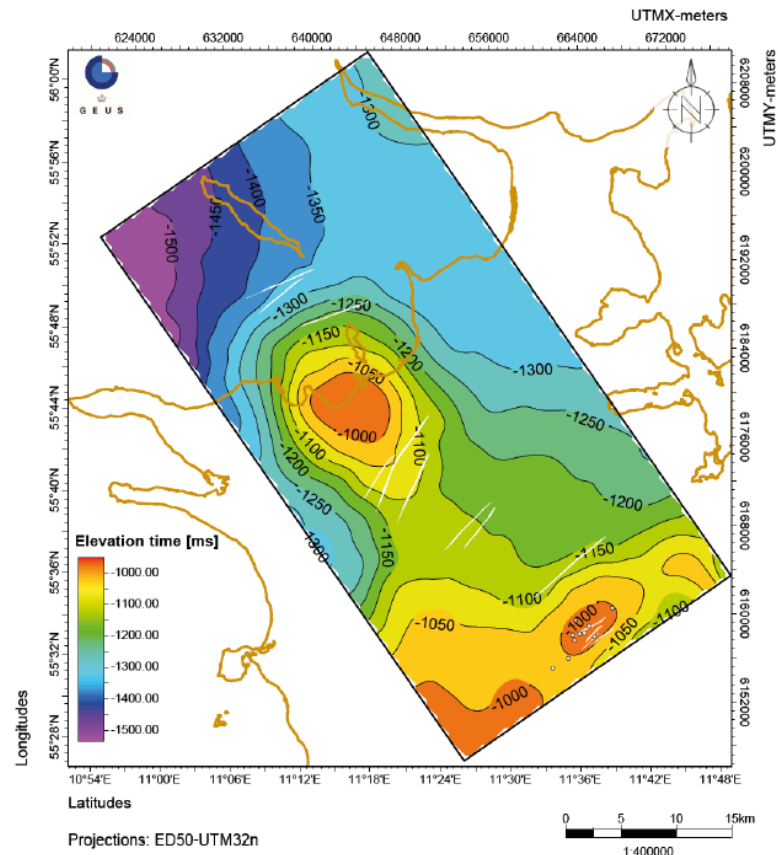 UTMX-meters
624000 632000 640000 648000 656000 664000 672000
UTMY-meters
6208000
6200000
6192000
6184000
6176000
6168000
6160000
6152000
56°00'N
55°56'N
55°52'N
55°48'N
55°44'N
55°40'N
55°36'N
55°32'N
55°28'N
GEUS
N
-1300
-1350
-1400
-1450
-1500
-1300
-1250
-1150
-1200
-1050
-1000
-1100
-1100
-1200
-1250
-1300
-1150
-1300
-1250
-1200
-1150
-1100
-1050
-1000
-1050
-1100
-1000
Elevation time [ms]
-1000.00
-1100.00
-1200.00
-1300.00
-1400.00
-1500.00
Longitudes
10°54'E 11°00'E 11°06'E 11°12'E 11°18'E 11°24'E 11°30'E 11°36'E 11°42'E 11°48'E
Latitudes
Projections: ED50-UTM32n
0 5 10 15km
1:400000